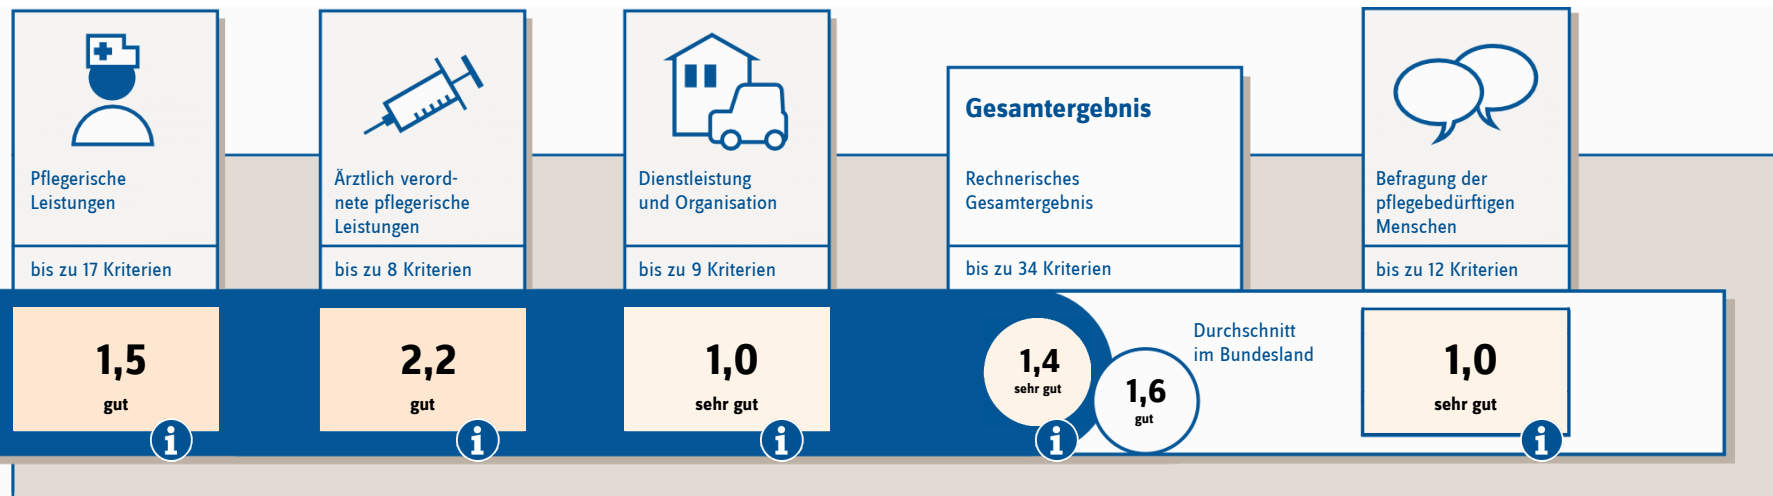 Pflegerische
Leistungen
bis zu 17 Kriterien
1,5
gut
i
Ärztlich verord-
nete pflegerische
Leistungen
bis zu 8 Kriterien
2,2
gut
i
Dienstleistung
und Organisation
bis zu 9 Kriterien
1,0
sehr gut
i
Gesamtergebnis
Rechnerisches
Gesamtergebnis
bis zu 34 Kriterien
1,4
sehr gut
i
1,6
gut
Durchschnitt
im Bundesland
Befragung der
pflegebedürftigen
Menschen
bis zu 12 Kriterien
1,0
sehr gut
i